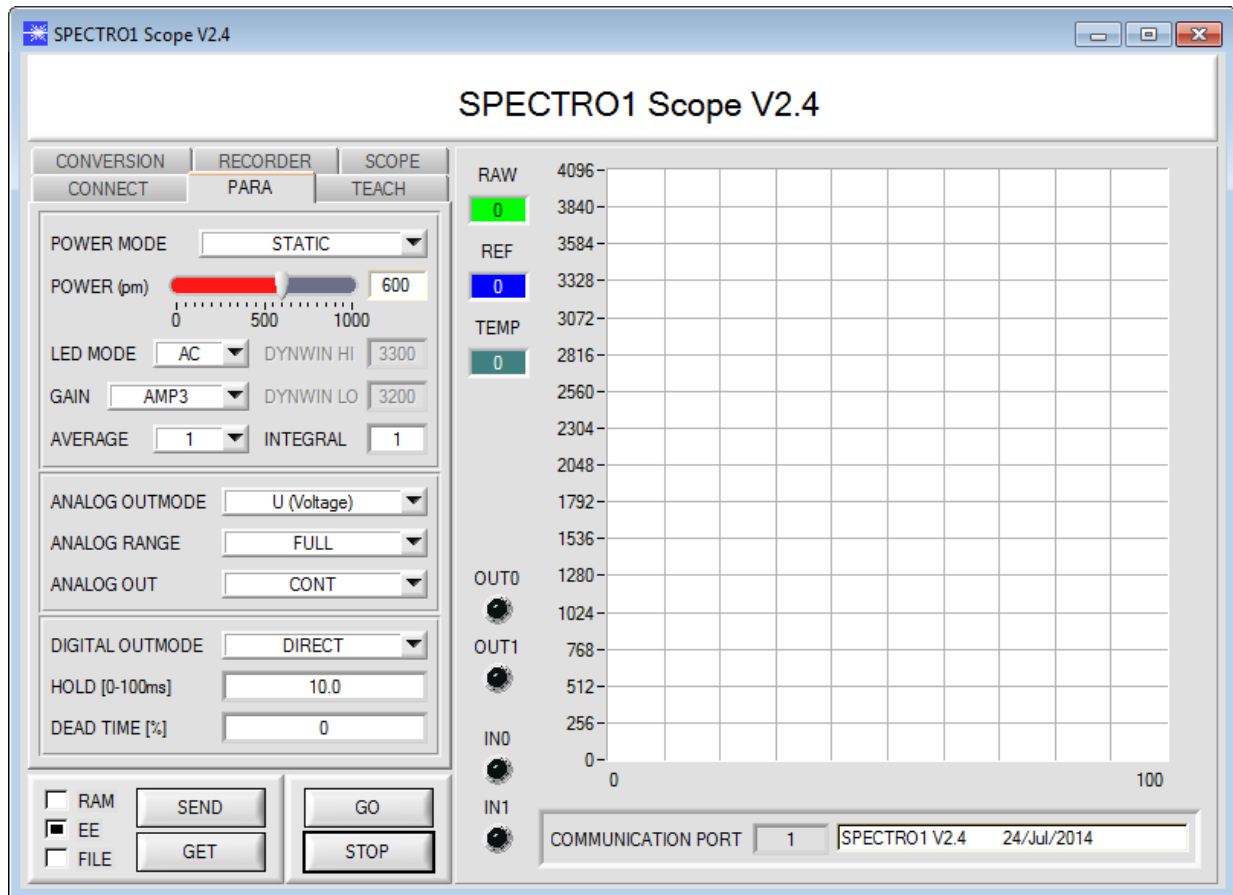 SPECTRO1 Scope V2.4
SPECTRO1 Scope V2.4
CONVERSION RECORDER SCOPE
CONNECT PARA TEACH
POWER MODE STATIC
POWER (pm) 600
0 500 1000
LED MODE AC DYNWIN HI 3300
GAIN AMP3 DYNWIN LO 3200
AVERAGE 1 INTEGRAL 1
ANALOG OUTMODE U (Voltage)
ANALOG RANGE FULL
ANALOG OUT CONT
DIGITAL OUTMODE DIRECT
HOLD [0-100ms] 10.0
DEAD TIME [%] 0
RAM
EE
FILE
SEND
GET
GO
STOP
RAW
0
REF
0
TEMP
0
OUT0
OUT1
IN0
IN1
4096
3840
3584
3328
3072
2816
2560
2304
2048
1792
1536
1280
1024
768
512
256
0
0 100
COMMUNICATION PORT 1 SPECTRO1 V2.4 24/Jul/2014